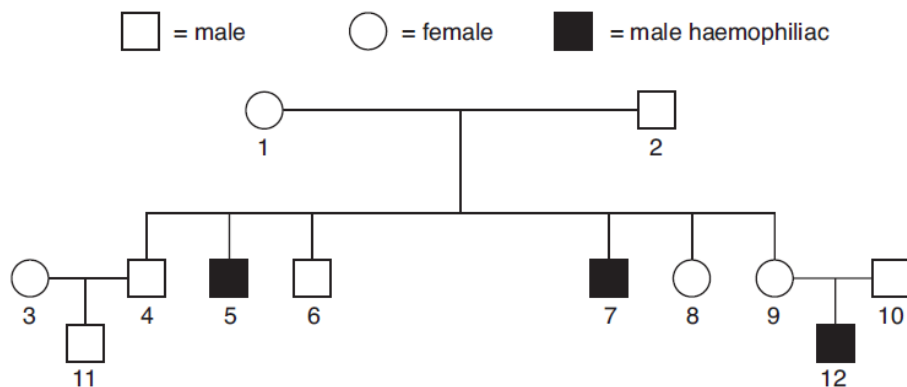 = male = female = male haemophiliac
1 2
3 4 5 6 7 8 9 10
11 12